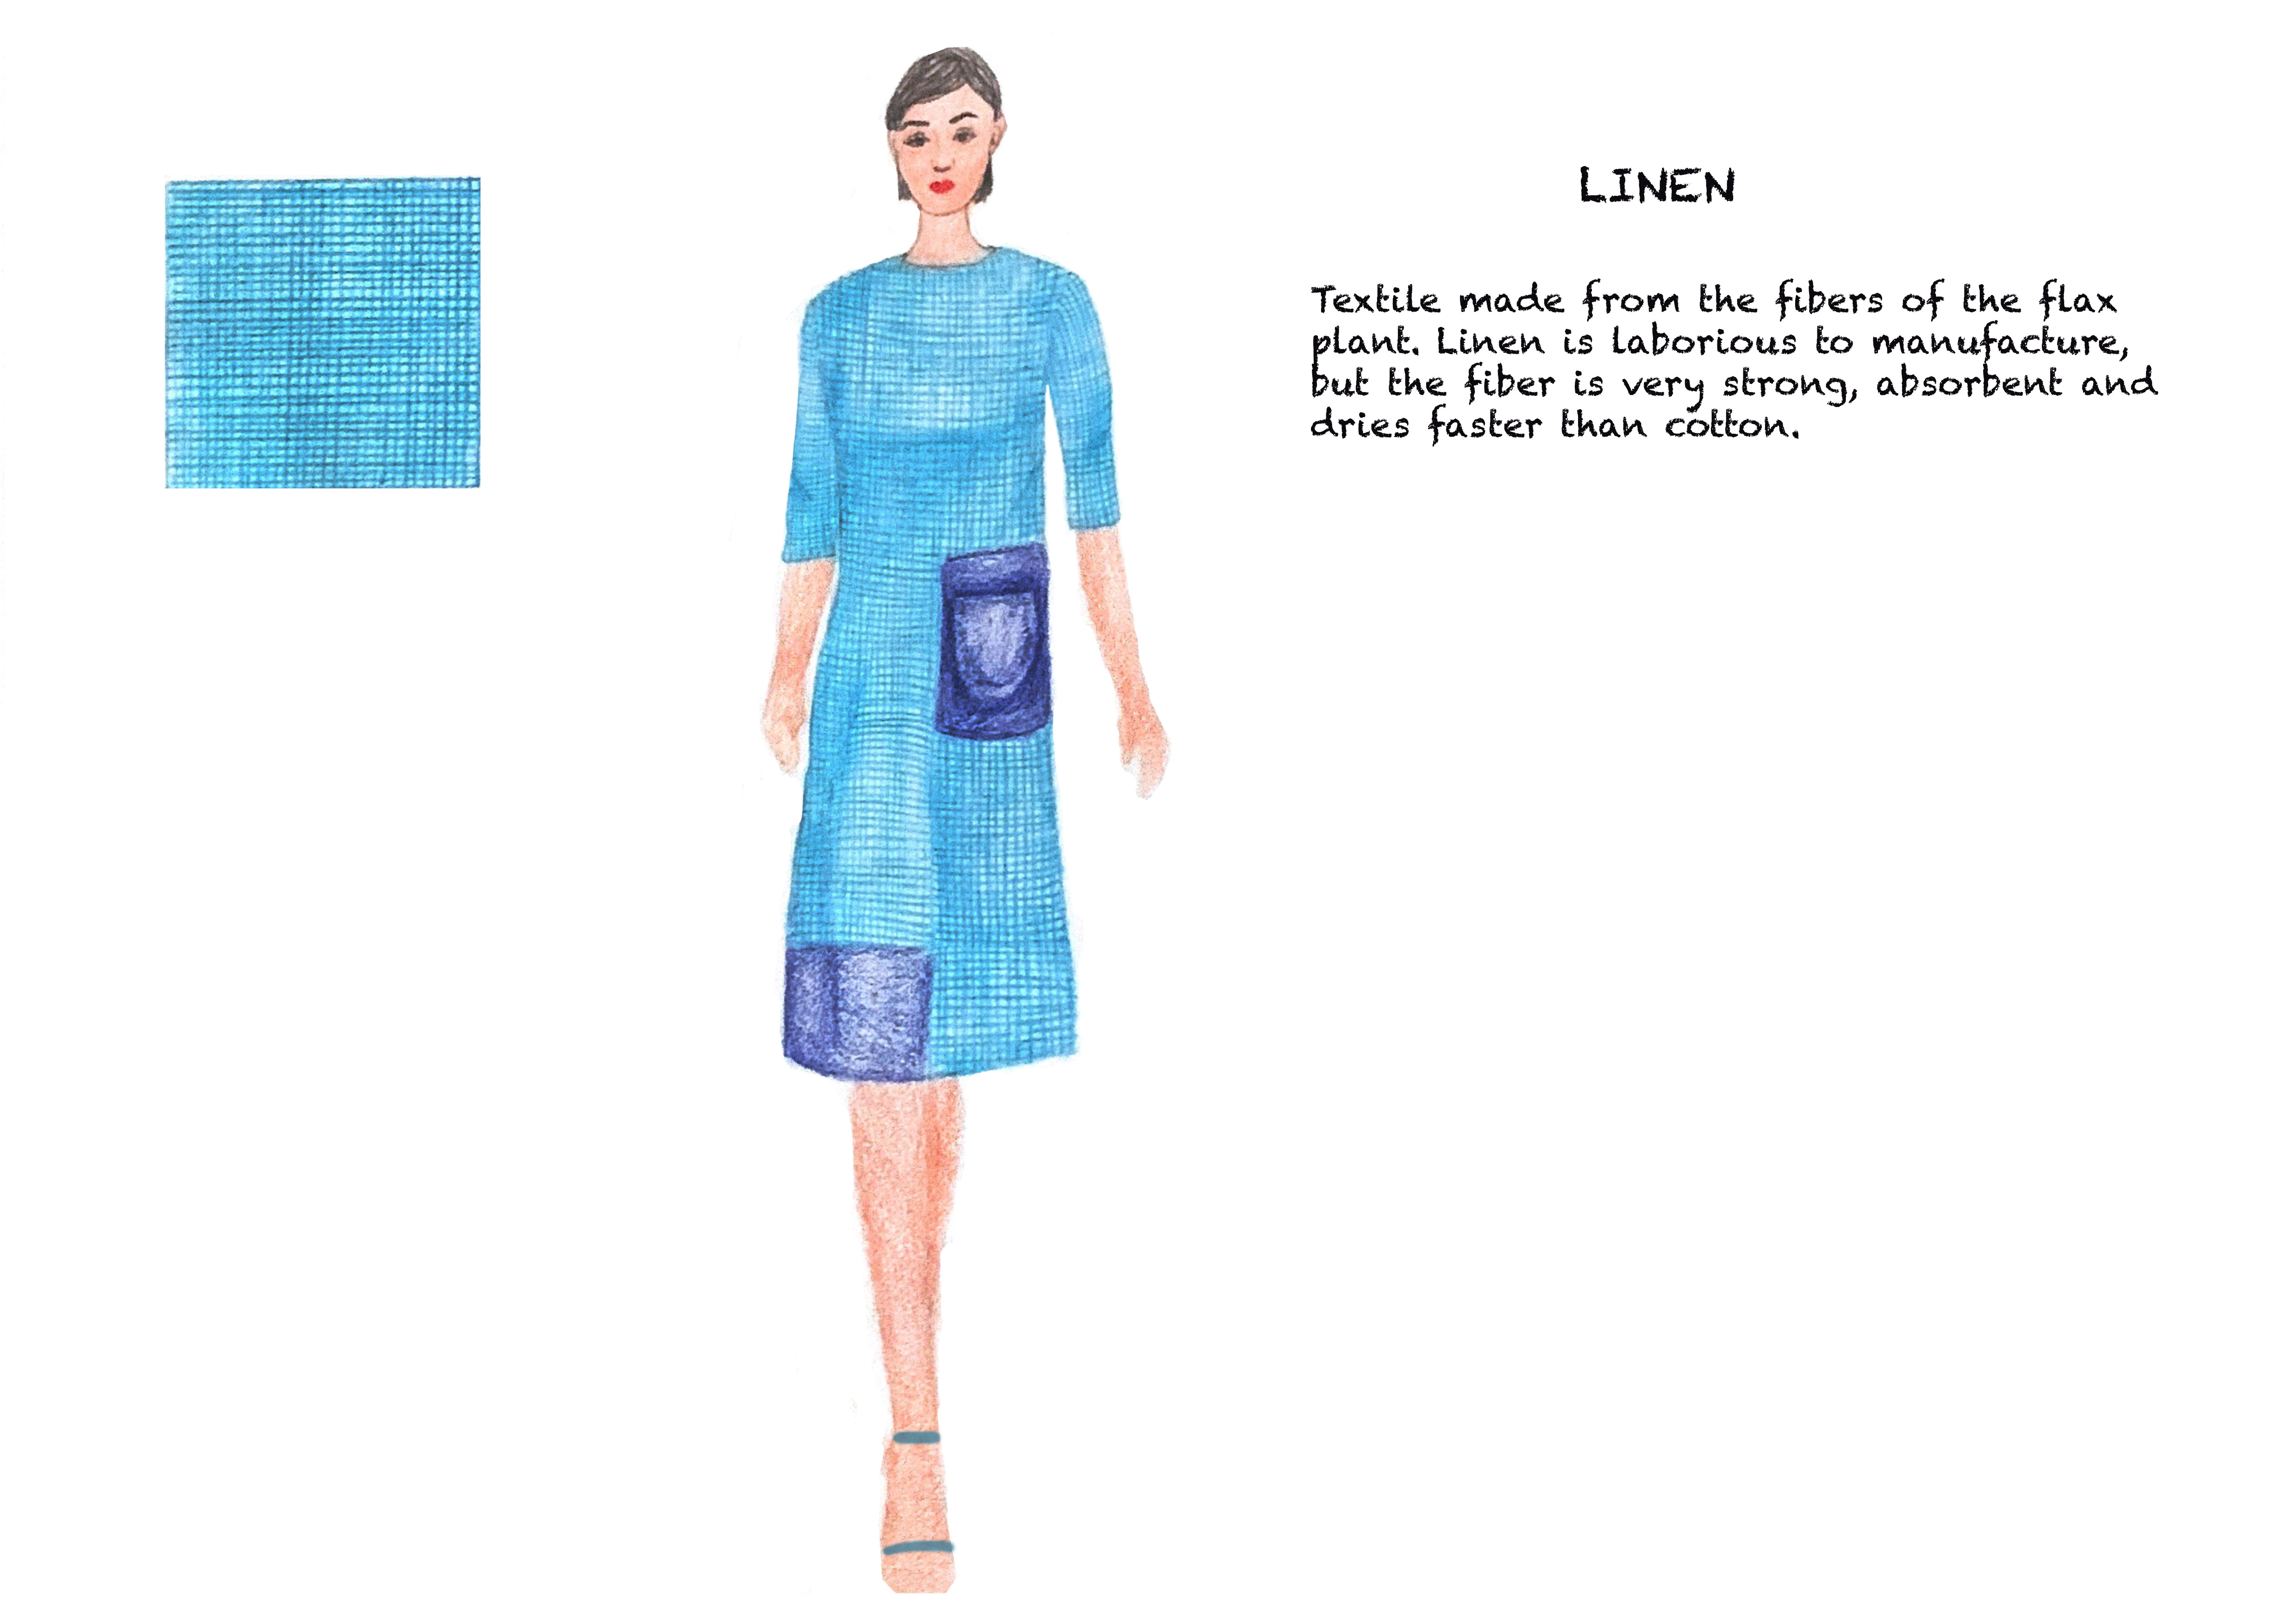 LINEN
Textile made from the fibers of the flax
plant. Linen is laborious to manufacture,
but the fiber is very strong, absorbent and
dries faster than cotton.